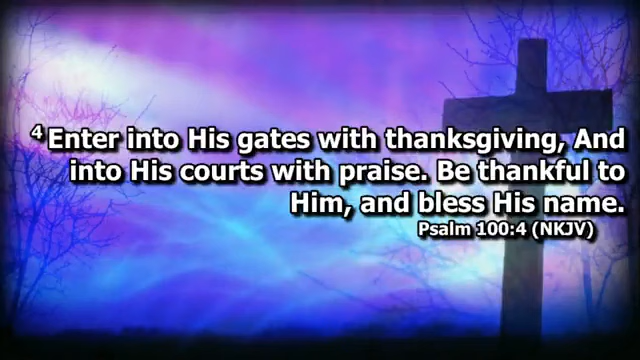 4 Enter into His gates with thanksgiving, And
into His courts with praise. Be thankful to
Him, and bless His name.
Psalm 100:4 (NKJV)